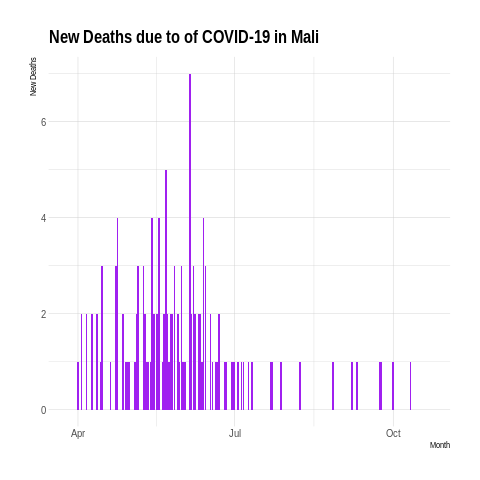 New Deaths due to of COVID-19 in Mali
New Deaths
6
4
2
0
Apr Jul Oct
Month